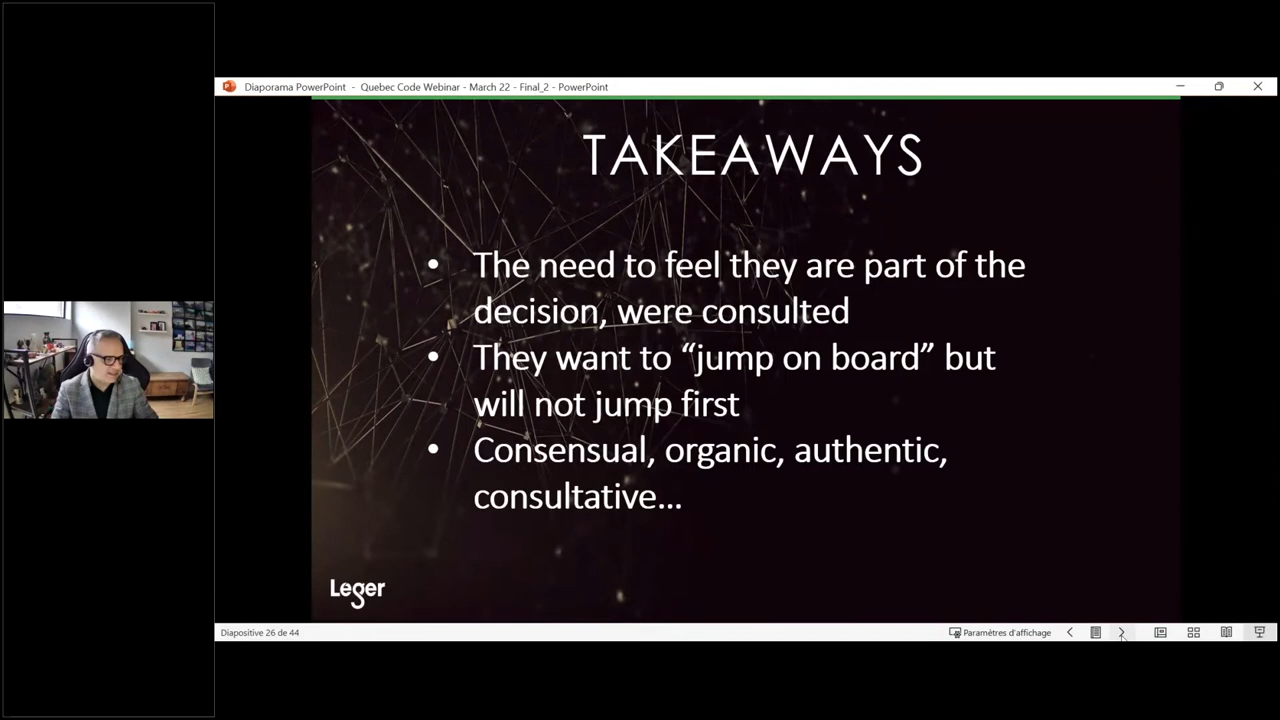 Diaporama PowerPoint - Quebec Code Webinar - March 22 - Final_2 - PowerPoint
TAKEAWAYS
• The need to feel they are part of the
decision, were consulted
• They want to “jump on board” but
will not jump first
• Consensual, organic, authentic,
consultative…
Leger
Diapositive 26 de 44
Paramètres d'affichage